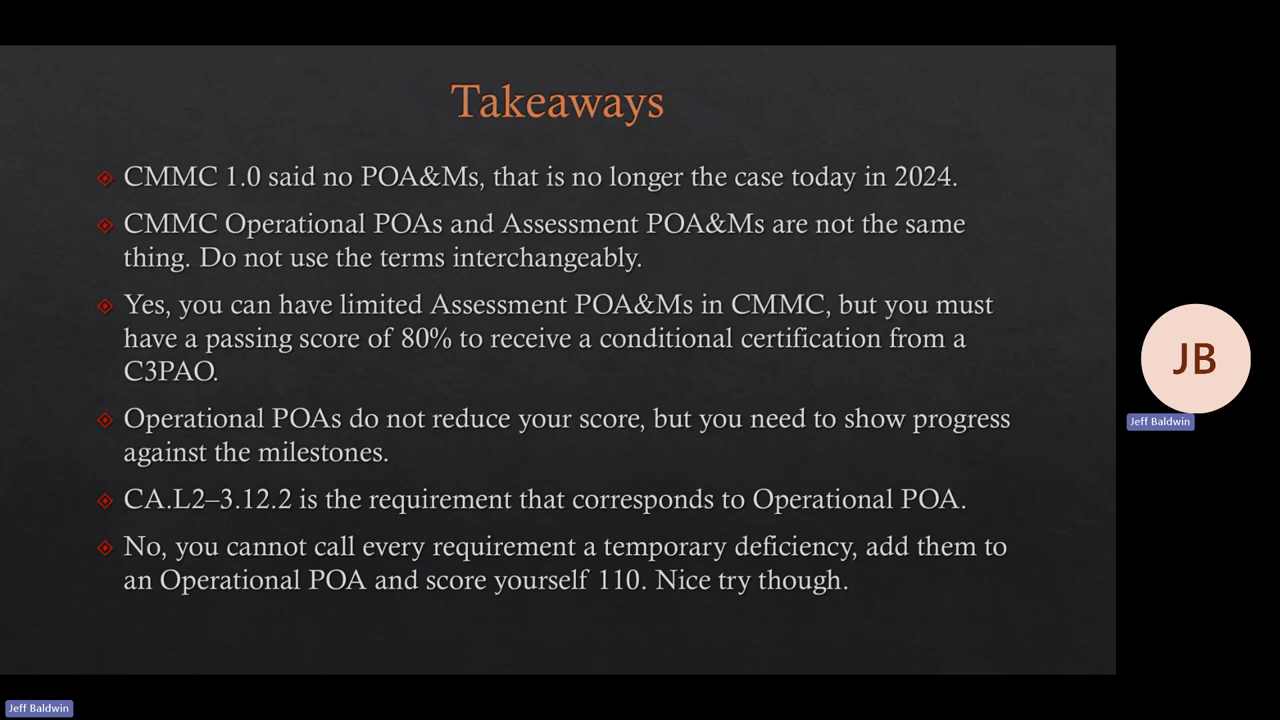 Takeaways
CMMC 1.0 said no POA&Ms, that is no longer the case today in 2024.
CMMC Operational POAs and Assessment POA&Ms are not the same
thing. Do not use the terms interchangeably.
Yes, you can have limited Assessment POA&Ms in CMMC, but you must
have a passing score of 80% to receive a conditional certification from a
C3PAO.
Operational POAs do not reduce your score, but you need to show progress
against the milestones.
CA.L2–3.12.2 is the requirement that corresponds to Operational POA.
No, you cannot call every requirement a temporary deficiency, add them to
an Operational POA and score yourself 110. Nice try though.
JB
Jeff Baldwin
Jeff Baldwin